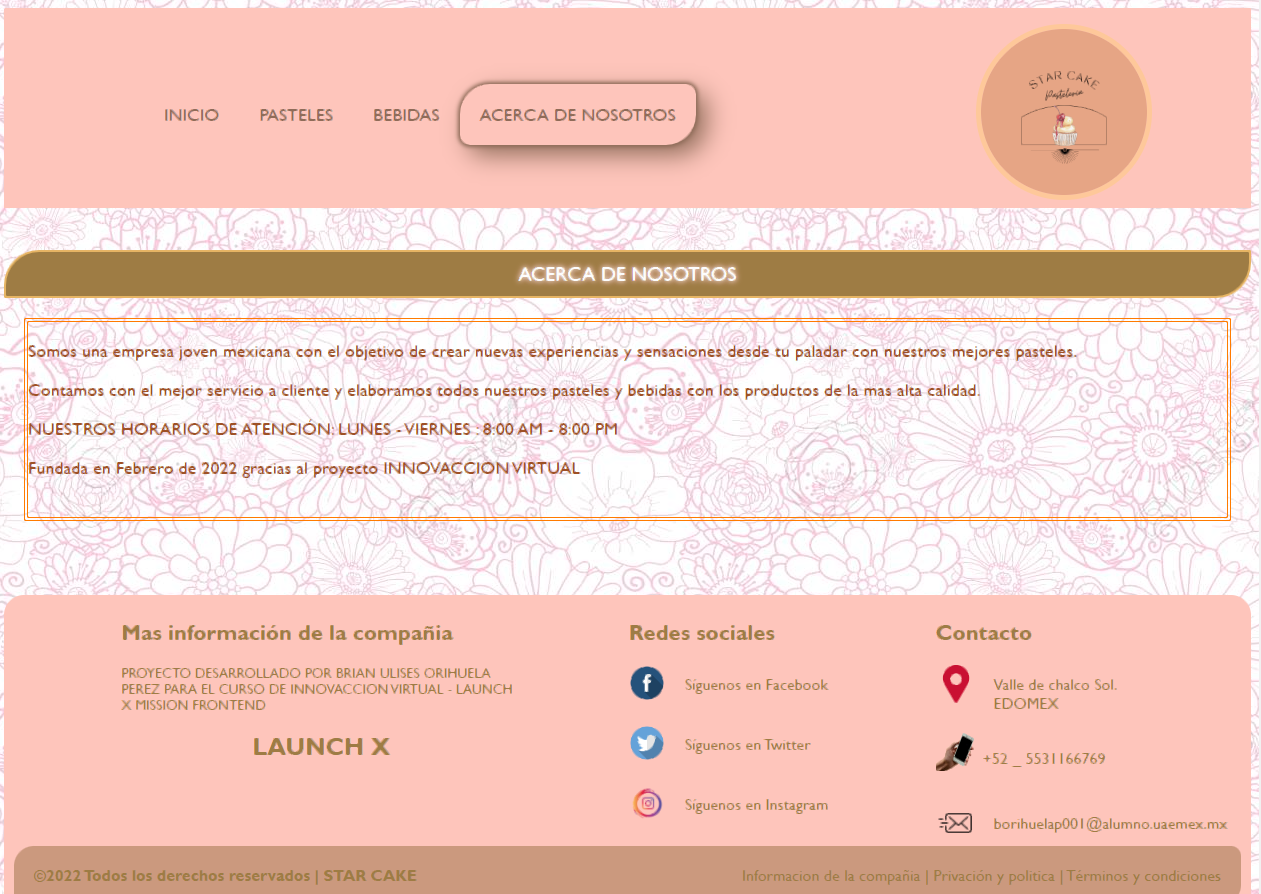 INICIO PASTELES BEBIDAS ACERCA DE NOSOTROS
STAR CAKE
Pastelería
ACERCA DE NOSOTROS
Somos una empresa joven mexicana con el objetivo de crear nuevas experiencias y sensaciones desde tu paladar con nuestros mejores pasteles.
Contamos con el mejor servicio a cliente y elaboramos todos nuestros pasteles y bebidas con los productos de la mas alta calidad.
NUESTROS HORARIOS DE ATENCIÓN: LUNES - VIERNES : 8:00 AM - 8:00 PM
Fundada en Febrero de 2022 gracias al proyecto INNOVACCION VIRTUAL
Mas información de la compañia
PROYECTO DESARROLLADO POR BRIAN ULISES ORIHUELA
PEREZ PARA EL CURSO DE INNOVACCION VIRTUAL - LAUNCH
X MISSION FRONTEND
LAUNCH X
Redes sociales
Síguenos en Facebook
Síguenos en Twitter
Síguenos en Instagram
Contacto
Valle de chalco Sol.
EDOMEX
+52 _ 5531166769
borihuelap001@alumno.uaemex.mx
©2022 Todos los derechos reservados | STAR CAKE
Informacion de la compañia | Privación y politica | Términos y condiciones